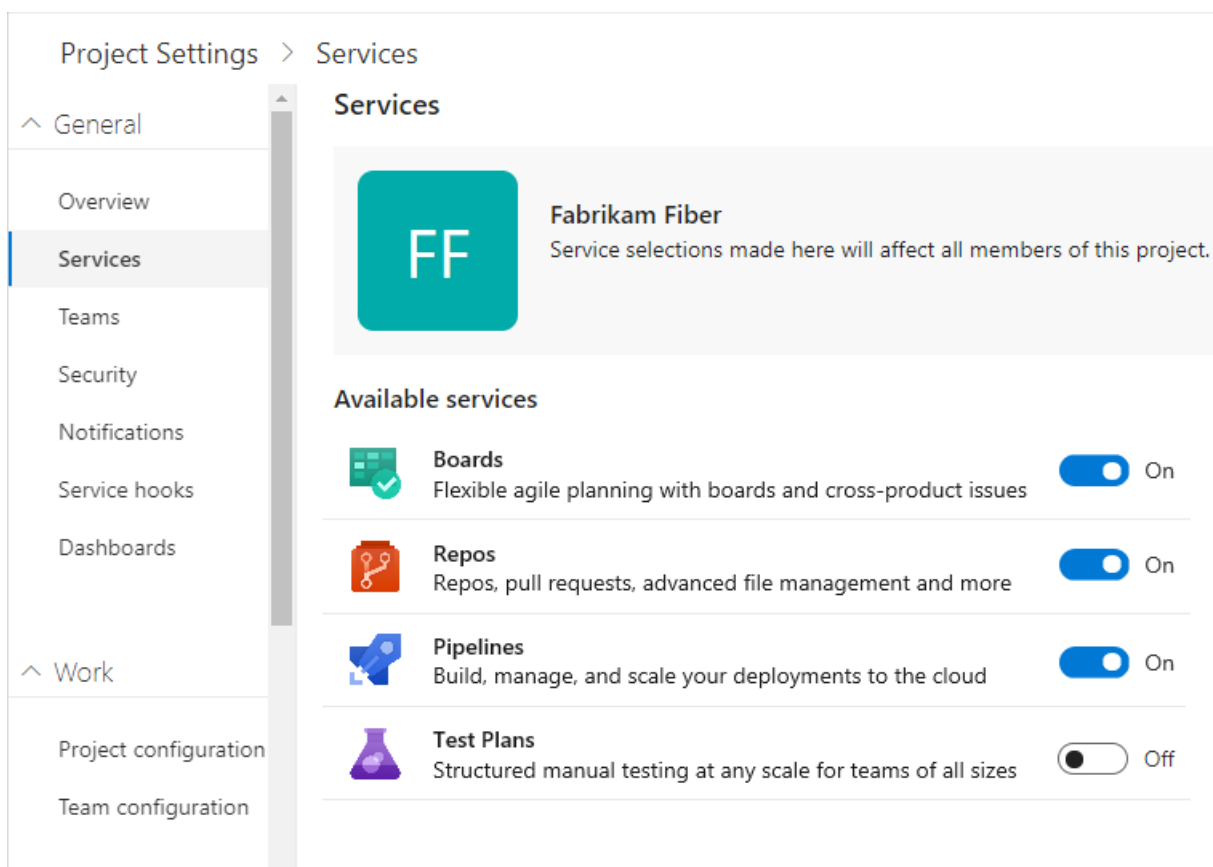 Project Settings > Services
General
Overview
Services
Teams
Security
Notifications
Service hooks
Dashboards
Work
Project configuration
Team configuration
Services
FF
Fabrikam Fiber
Service selections made here will affect all members of this project.
Available services
Boards
Flexible agile planning with boards and cross-product issues
On
Repos
Repos, pull requests, advanced file management and more
On
Pipelines
Build, manage, and scale your deployments to the cloud
On
Test Plans
Structured manual testing at any scale for teams of all sizes
Off